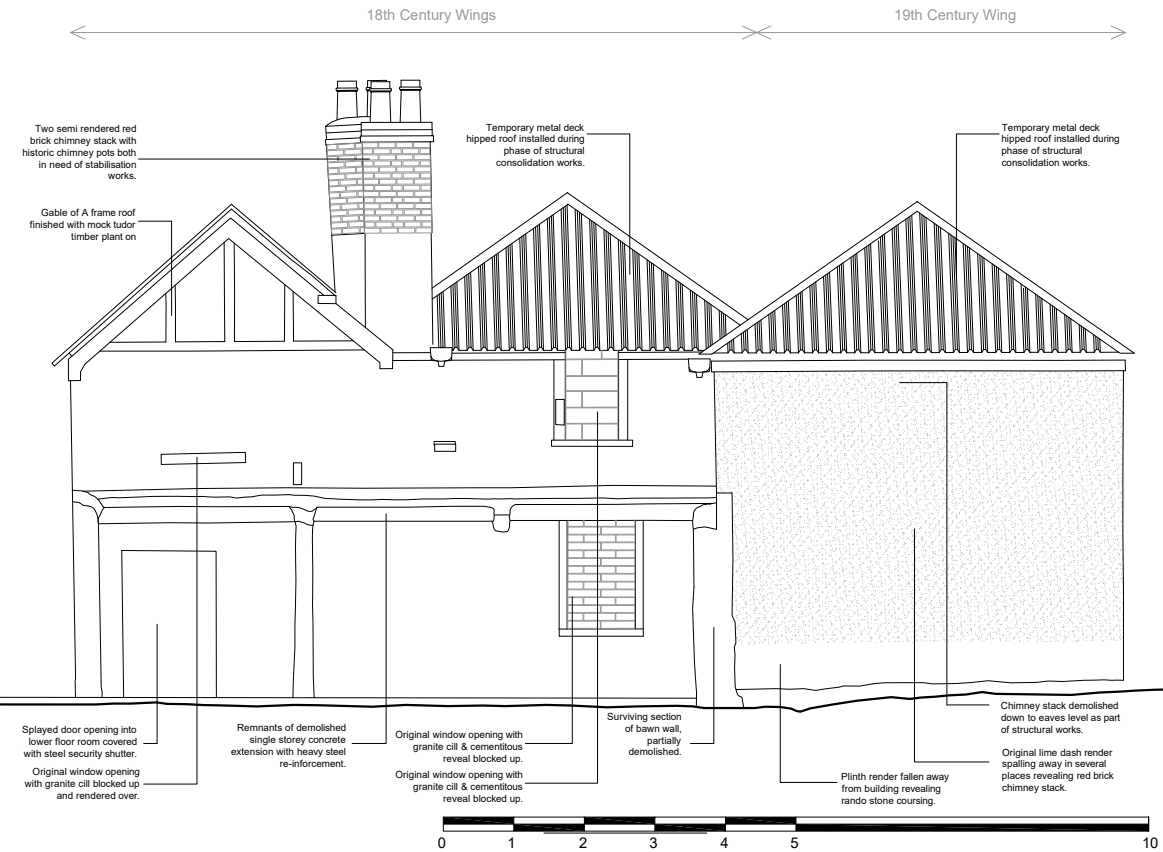 18th Century Wings
19th Century Wing
Two semi rendered red
brick chimney stack with
historic chimney pots both
in need of stabilisation
works.
Temporary metal deck
hipped roof installed during
phase of structural
consolidation works.
Temporary metal deck
hipped roof installed during
phase of structural
consolidation works.
Gable of A frame roof
finished with mock tudor
timber plant on
Splayed door opening into
lower floor room covered
with steel security shutter.
Original window opening
with granite cill blocked up
and rendered over.
Remnants of demolished
single storey concrete
extension with heavy steel
re-inforcement.
Original window opening with
granite cill & cementitous
reveal blocked up.
Original window opening with
granite cill & cementitous
reveal blocked up.
Surviving section
of bawn wall,
partially
demolished.
Plinth render fallen away
from building revealing
rando stone coursing.
Chimney stack demolished
down to eaves level as part
of structural works.
Original lime dash render
spalling away in several
places revealing red brick
chimney stack.
0 1 2 3 4 5 10